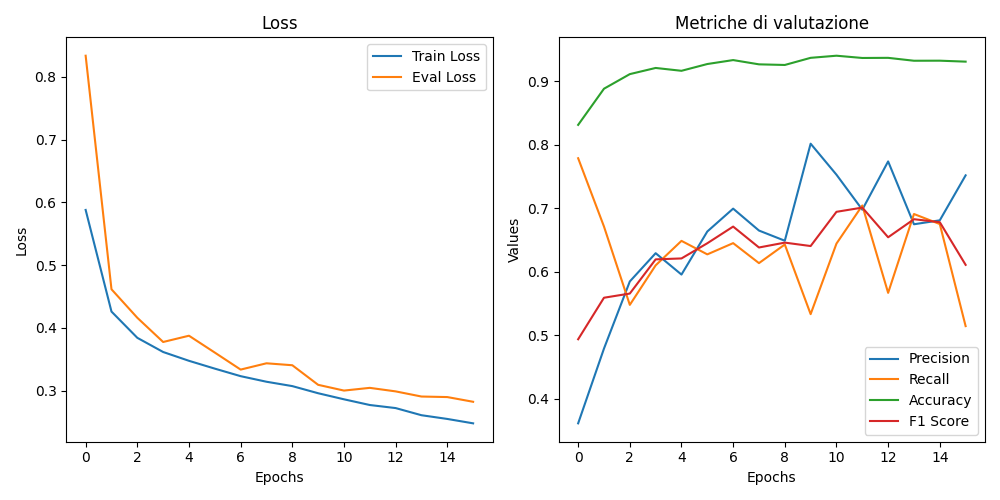 Loss
Train Loss
Eval Loss
0.8
0.7
0.6
0.5
0.4
0.3
Loss
0 2 4 6 8 10 12 14
Epochs
Metriche di valutazione
0.9
0.8
0.7
0.6
0.5
0.4
Values
Precision
Recall
Accuracy
F1 Score
0 2 4 6 8 10 12 14
Epochs